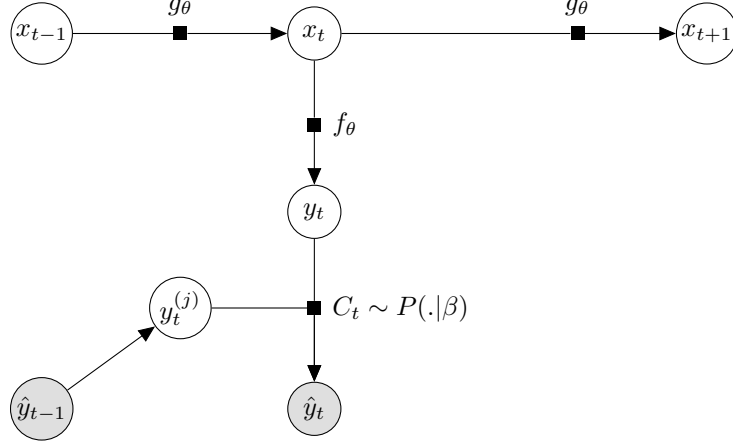 g_θ g_θ
x_{t−1} x_t x_{t+1}
f_θ
y_t
y_t^{(j)} C_t ∼ P(.|β)
ŷ_{t−1} ŷ_t